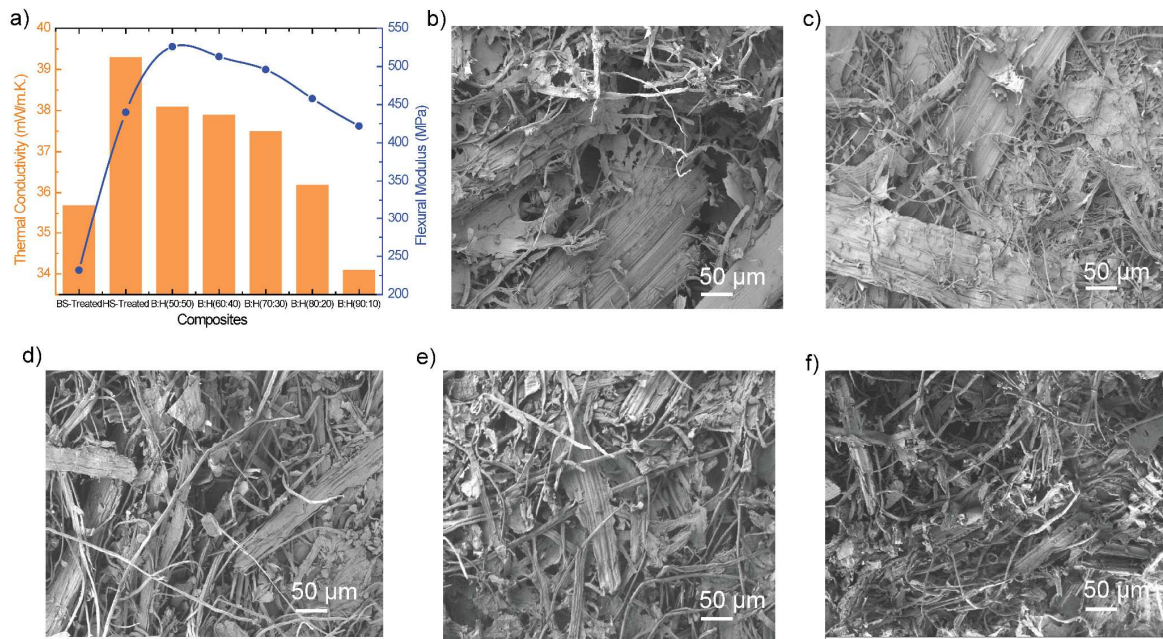 a)
40
39
38
37
36
35
34
Thermal Conductivity (mW/m.K.)
550
500
450
400
350
300
250
200
Flexural Modulus (MPa)
BS-Treated HS-Treated B:H(50:50) B:H(60:40) B:H(70:30) B:H(80:20) B:H(90:10)
Composites
b)
50 µm
c)
50 µm
d)
50 µm
e)
50 µm
f)
50 µm